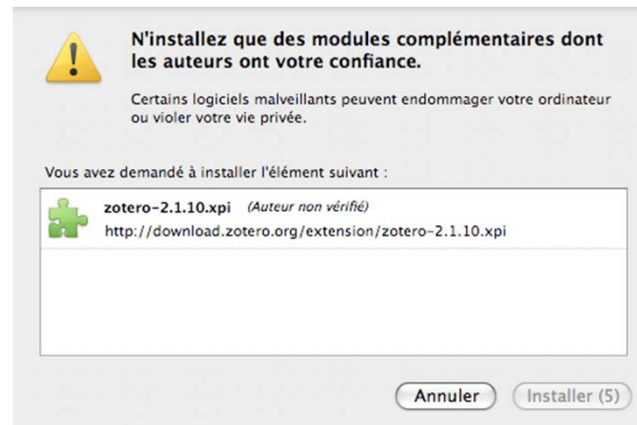 N'installez que des modules complémentaires dont
les auteurs ont votre confiance.
Certains logiciels malveillants peuvent endommager votre ordinateur
ou violer votre vie privée.
Vous avez demandé à installer l'élément suivant :
zotero-2.1.10.xpi (Auteur non vérifié)
http://download.zotero.org/extension/zotero-2.1.10.xpi
Annuler Installer (5)